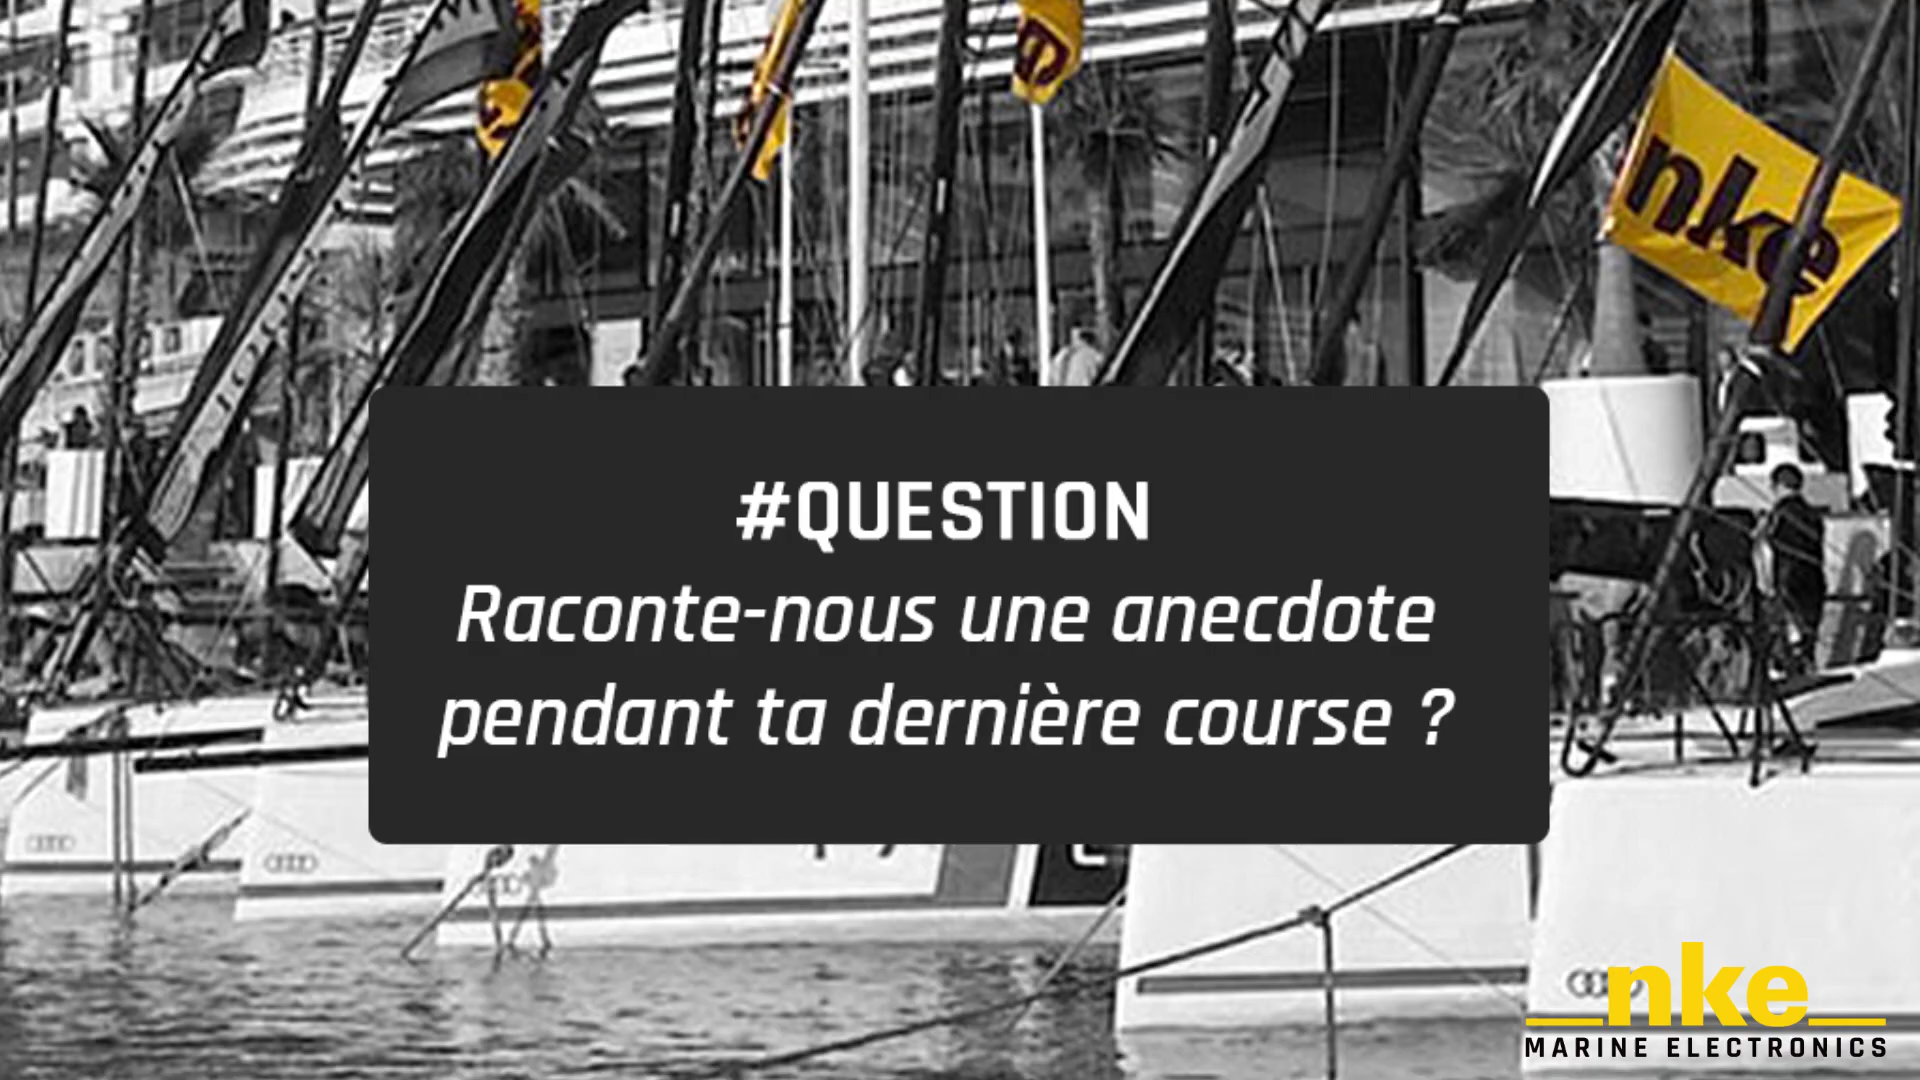 nke
#QUESTION
Raconte-nous une anecdote
pendant ta dernière course ?
nke
MARINE ELECTRONICS